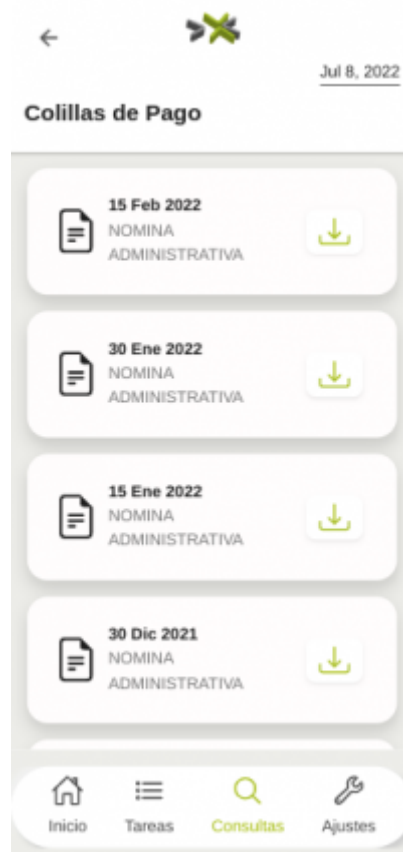 Jul 8, 2022
Colillas de Pago
15 Feb 2022
NOMINA
ADMINISTRATIVA
30 Ene 2022
NOMINA
ADMINISTRATIVA
15 Ene 2022
NOMINA
ADMINISTRATIVA
30 Dic 2021
NOMINA
ADMINISTRATIVA
Inicio Tareas Consultas Ajustes